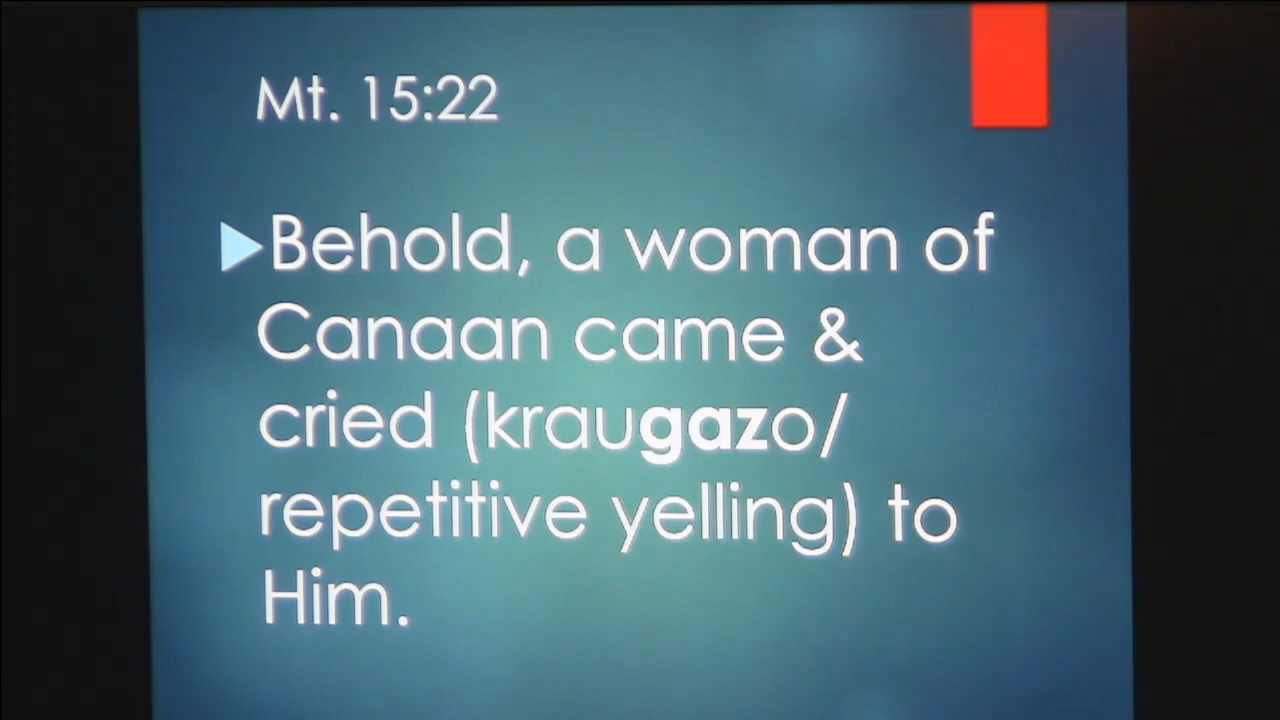 Mt. 15:22
Behold, a woman of
Canaan came &
cried (kraugazo/
repetitive yelling) to
Him.